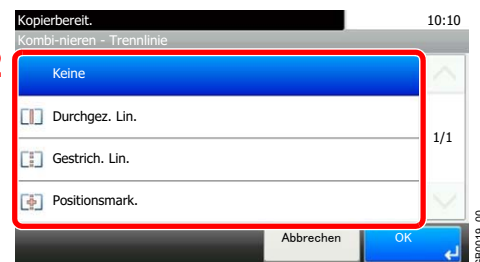 Kopierbereit. 10:10
Kombi-nieren - Trennlinie
Keine
Durchgez. Lin.
1/1
Gestrich. Lin.
Positionsmark.
Abbrechen OK